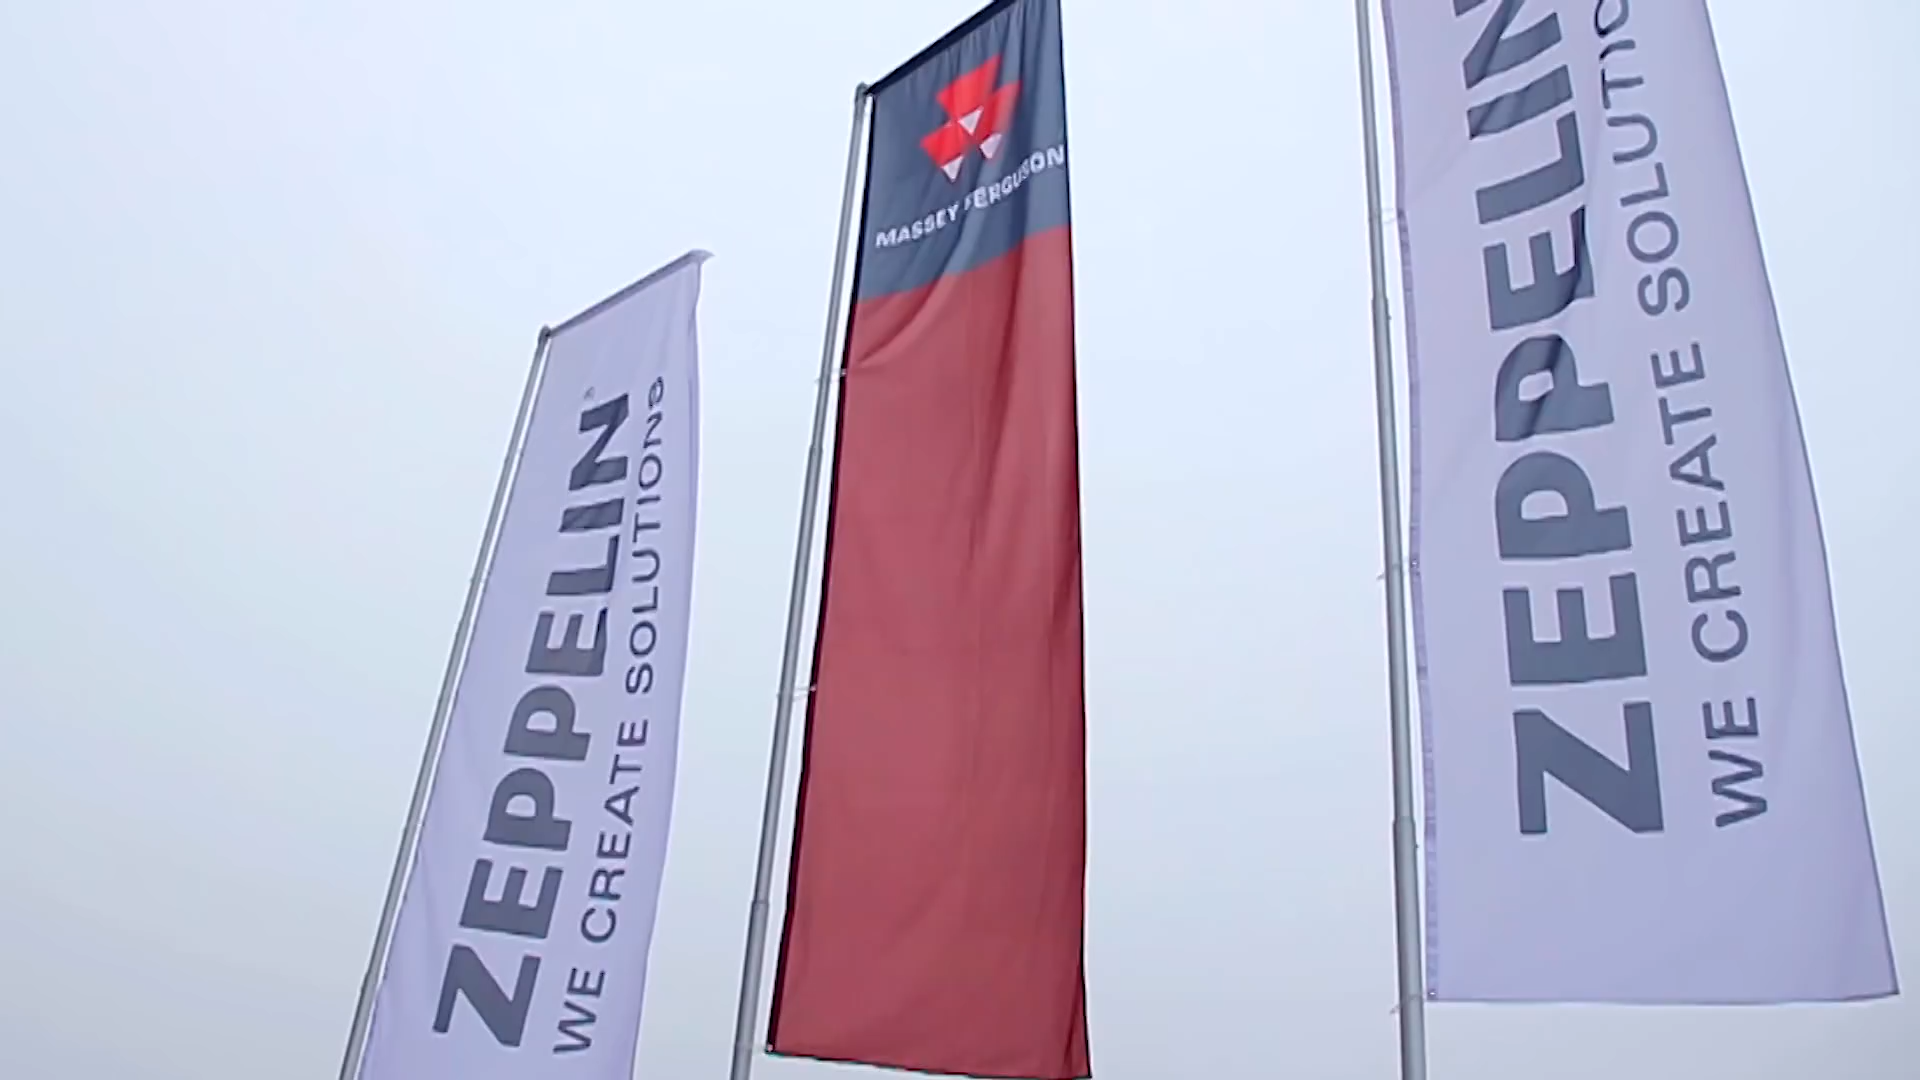 ZEPPELIN®
WE CREATE SOLUTIONS
MASSEY FERGUSON
ZEPPELIN
WE CREATE SOLUTIO